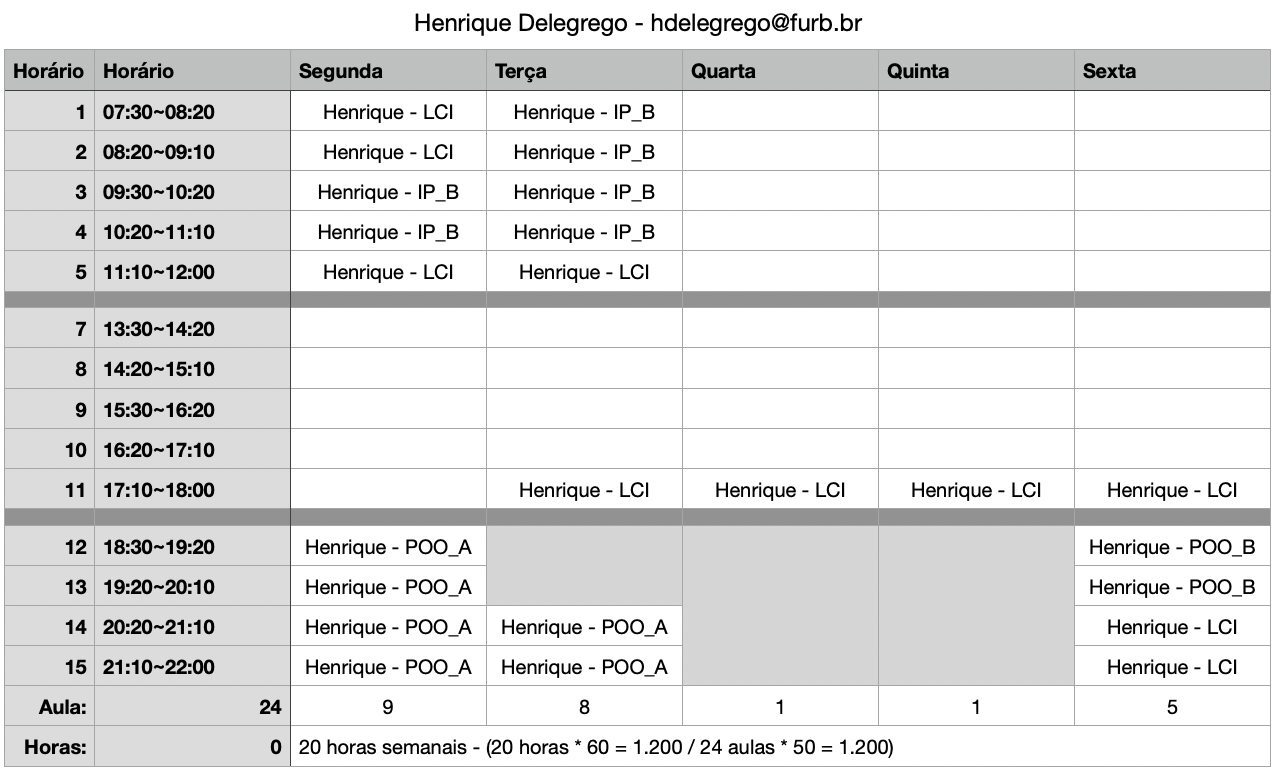 Henrique Delegrego - hdelegrego@furb.br
Horário Horário Segunda Terça Quarta Quinta Sexta
1 07:30~08:20 Henrique - LCI Henrique - IP_B
2 08:20~09:10 Henrique - LCI Henrique - IP_B
3 09:30~10:20 Henrique - IP_B Henrique - IP_B
4 10:20~11:10 Henrique - IP_B Henrique - IP_B
5 11:10~12:00 Henrique - LCI Henrique - LCI
7 13:30~14:20
8 14:20~15:10
9 15:30~16:20
10 16:20~17:10
11 17:10~18:00 Henrique - LCI Henrique - LCI Henrique - LCI Henrique - LCI
12 18:30~19:20 Henrique - POO_A Henrique - POO_B
13 19:20~20:10 Henrique - POO_A Henrique - POO_B
14 20:20~21:10 Henrique - POO_A Henrique - POO_A Henrique - LCI
15 21:10~22:00 Henrique - POO_A Henrique - POO_A Henrique - LCI
Aula: 24 9 8 1 1 5
Horas: 0 20 horas semanais - (20 horas * 60 = 1.200 / 24 aulas * 50 = 1.200)